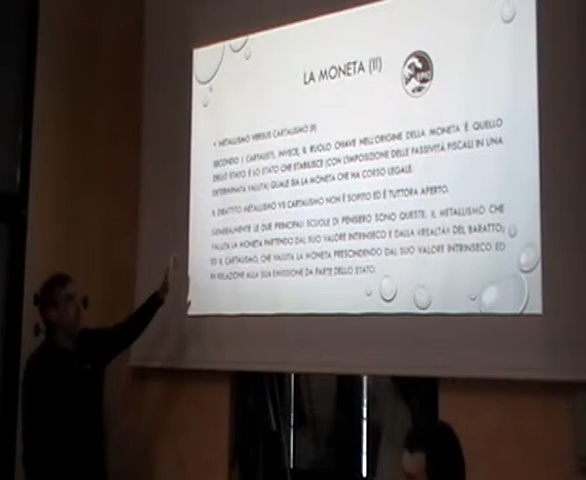 LA MONETA (II)
• METALLISMO VERSUS CARTALISMO (II)
SECONDO I CARTALISTI, INVECE, IL RUOLO CHIAVE NELL'ORIGINE DELLA MONETA È QUELLO
DELLO STATO. È LO STATO CHE STABILISCE (CON L'IMPOSIZIONE DELLE PASSIVITÀ FISCALI IN UNA
DETERMINATA VALUTA) QUALE SIA LA MONETA CHE HA CORSO LEGALE.
IL DIBATTITO METALLISMO VS CARTALISMO NON È SOPITO ED È TUTTORA APERTO.
GENERALMENTE LE DUE PRINCIPALI SCUOLE DI PENSIERO SONO QUESTE. IL METALLISMO CHE
VALUTA LA MONETA PARTENDO DAL SUO VALORE INTRINSECO E DALLA «REALTÀ» DEL BARATTO;
ED IL CARTALISMO, CHE VALUTA LA MONETA PRESCINDENDO DAL SUO VALORE INTRINSECO ED
IN RELAZIONE ALLA SUA EMISSIONE DA PARTE DELLO STATO.